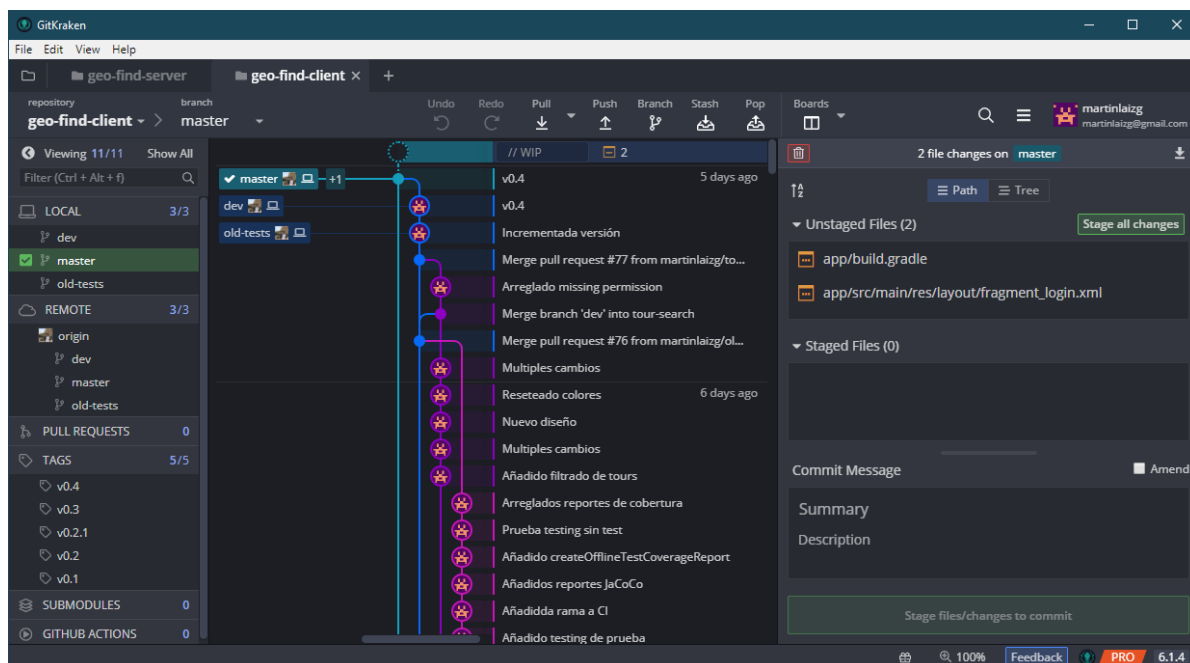 GitKraken
File Edit View Help
geo-find-server
geo-find-client
repository
geo-find-client
branch
master
Undo Redo Pull Push Branch Stash Pop
Boards
martinlaizg
martinlaizg@gmail.com
Viewing 11/11 Show All
Filter (Ctrl + Alt + f)
LOCAL 3/3
dev
master
old-tests
REMOTE 3/3
origin
dev
master
old-tests
PULL REQUESTS 0
TAGS 5/5
v0.4
v0.3
v0.2.1
v0.2
v0.1
SUBMODULES 0
GITHUB ACTIONS 0
// WIP 2
master +1 v0.4 5 days ago
dev v0.4
old-tests Incrementada versión
Merge pull request #77 from martinlaizg/to...
Arreglado missing permission
Merge branch 'dev' into tour-search
Merge pull request #76 from martinlaizg/ol...
Multiples cambios
Reseteado colores 6 days ago
Nuevo diseño
Multiples cambios
Añadido filtrado de tours
Arreglados reportes de cobertura
Prueba testing sin test
Añadido createOfflineTestCoverageReport
Añadidos reportes JaCoCo
Añadidda rama a CI
Añadido testing de prueba
2 file changes on master
Path Tree
Unstaged Files (2) Stage all changes
app/build.gradle
app/src/main/res/layout/fragment_login.xml
Staged Files (0)
Commit Message Amend
Summary
Description
Stage files/changes to commit
100% Feedback PRO 6.1.4